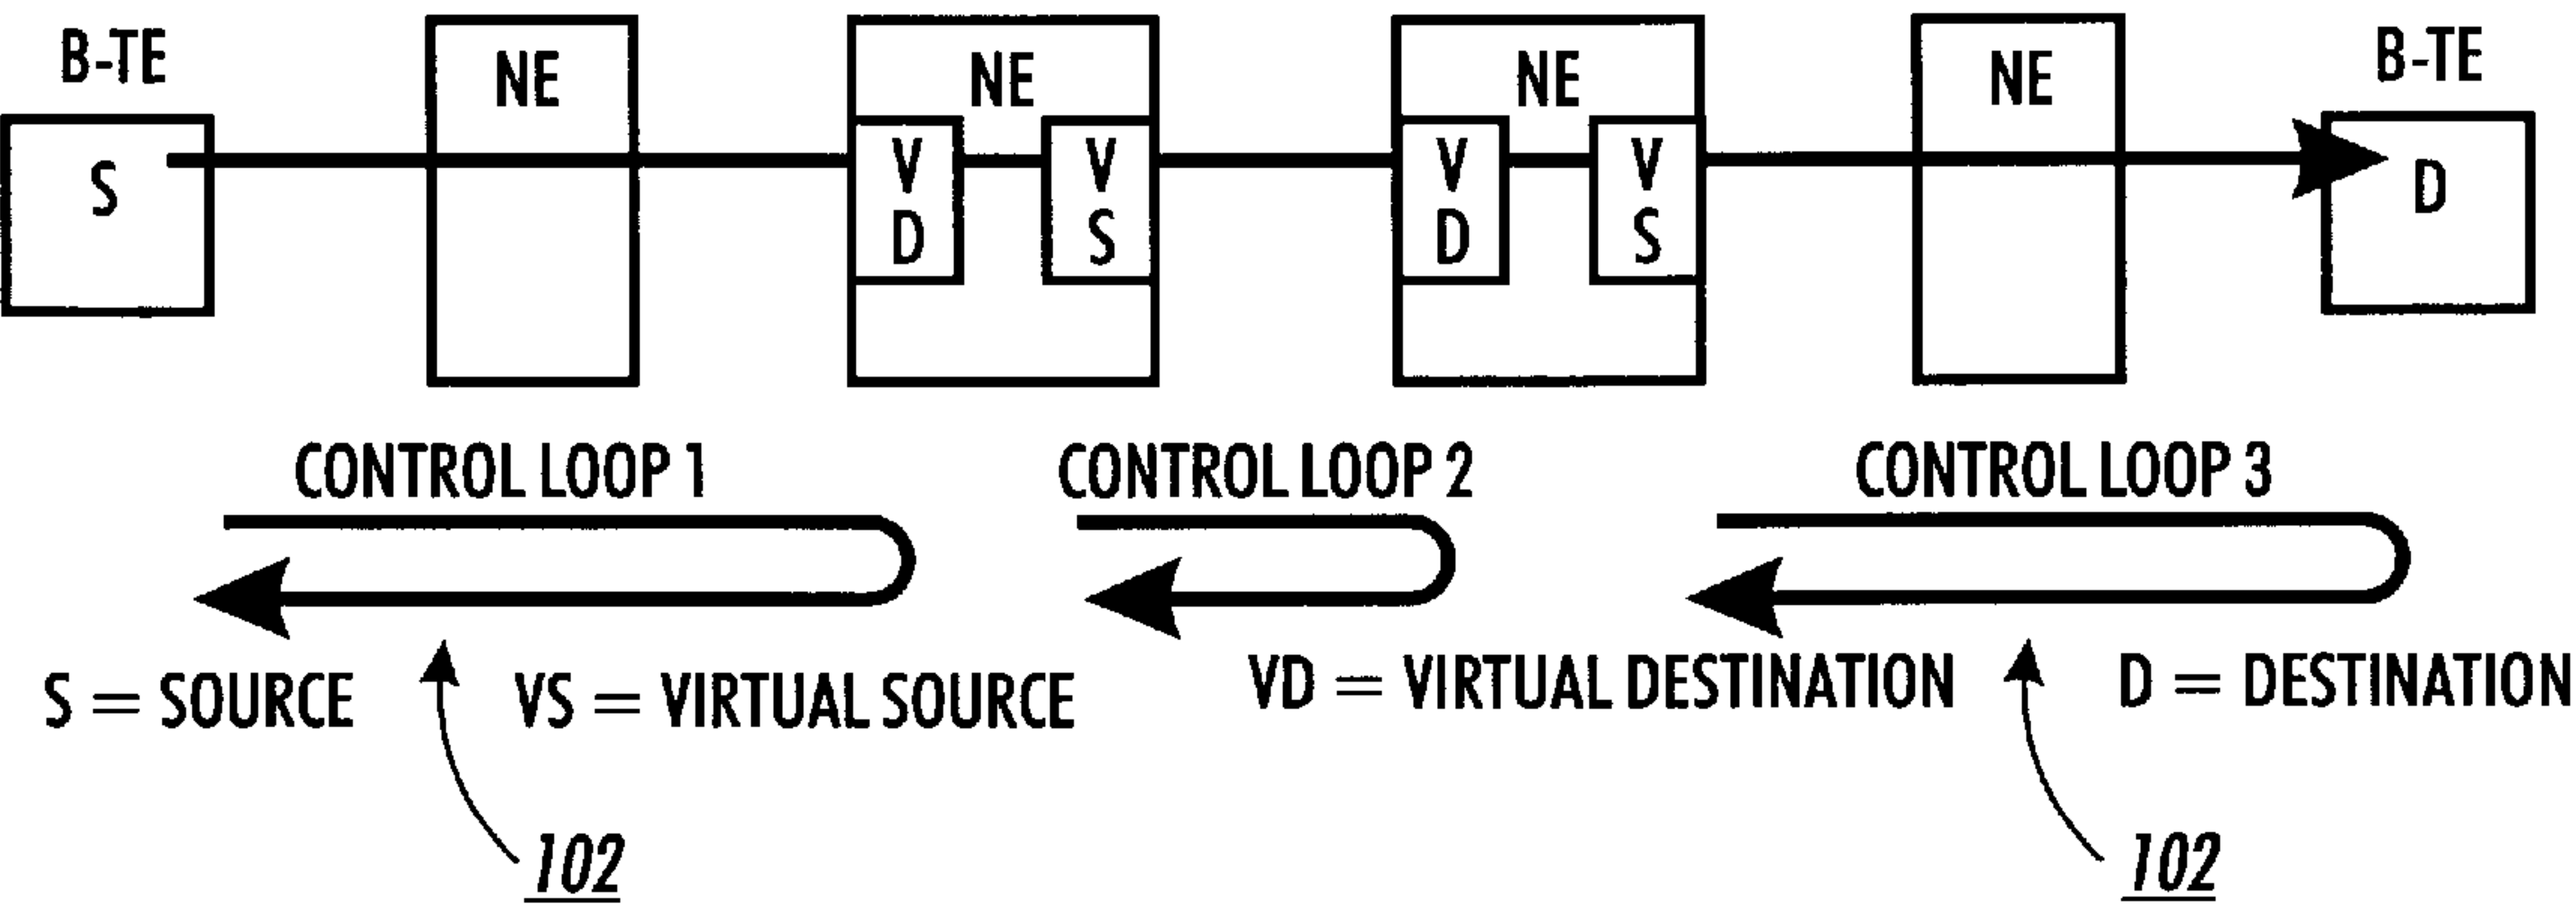 B-TE
NE
NE
NE
NE
B-TE
S
V
D
V
S
V
D
V
S
D
CONTROL LOOP 1
CONTROL LOOP 2
CONTROL LOOP 3
S = SOURCE
VS = VIRTUAL SOURCE
VD = VIRTUAL DESTINATION
D = DESTINATION
102
102